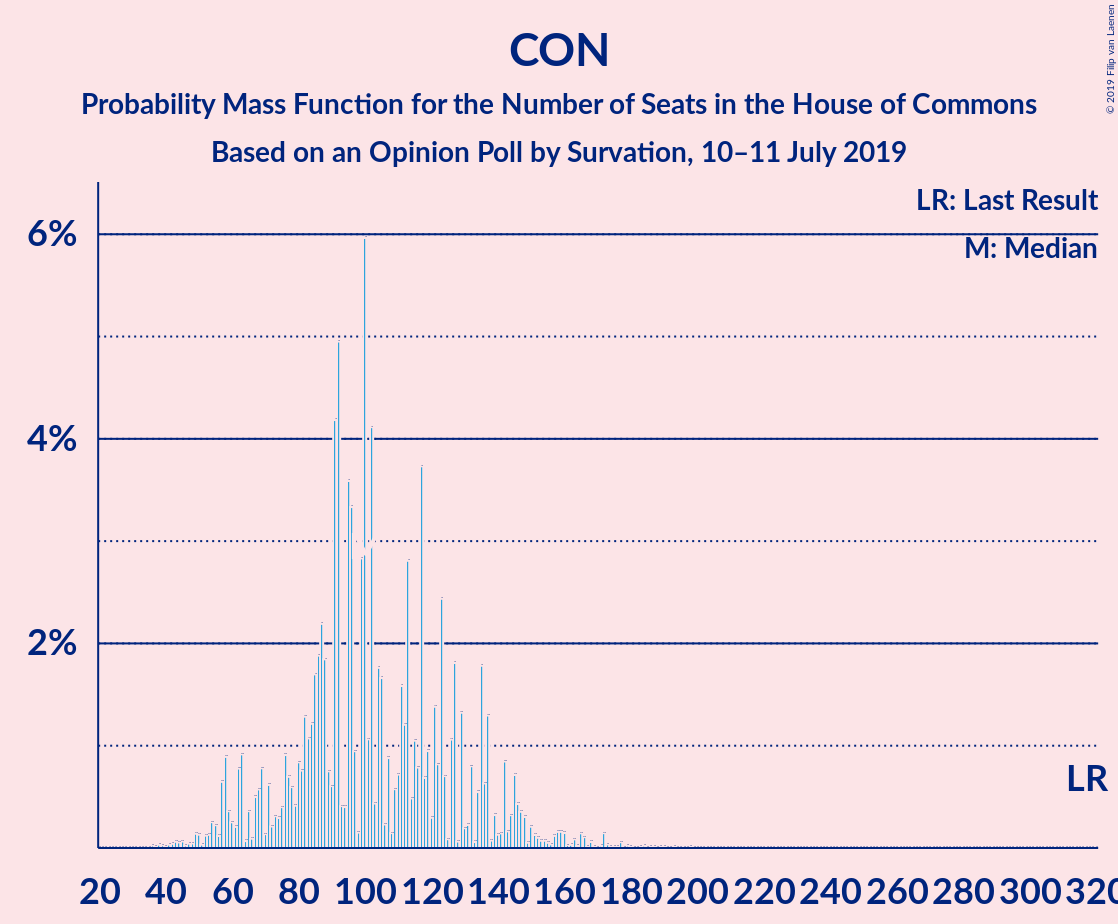 CON
Probability Mass Function for the Number of Seats in the House of Commons
Based on an Opinion Poll by Survation, 10–11 July 2019
© 2019 Filip van Laenen
LR: Last Result
M: Median
6%
4%
2%
LR
20 40 60 80 100 120 140 160 180 200 220 240 260 280 300 320